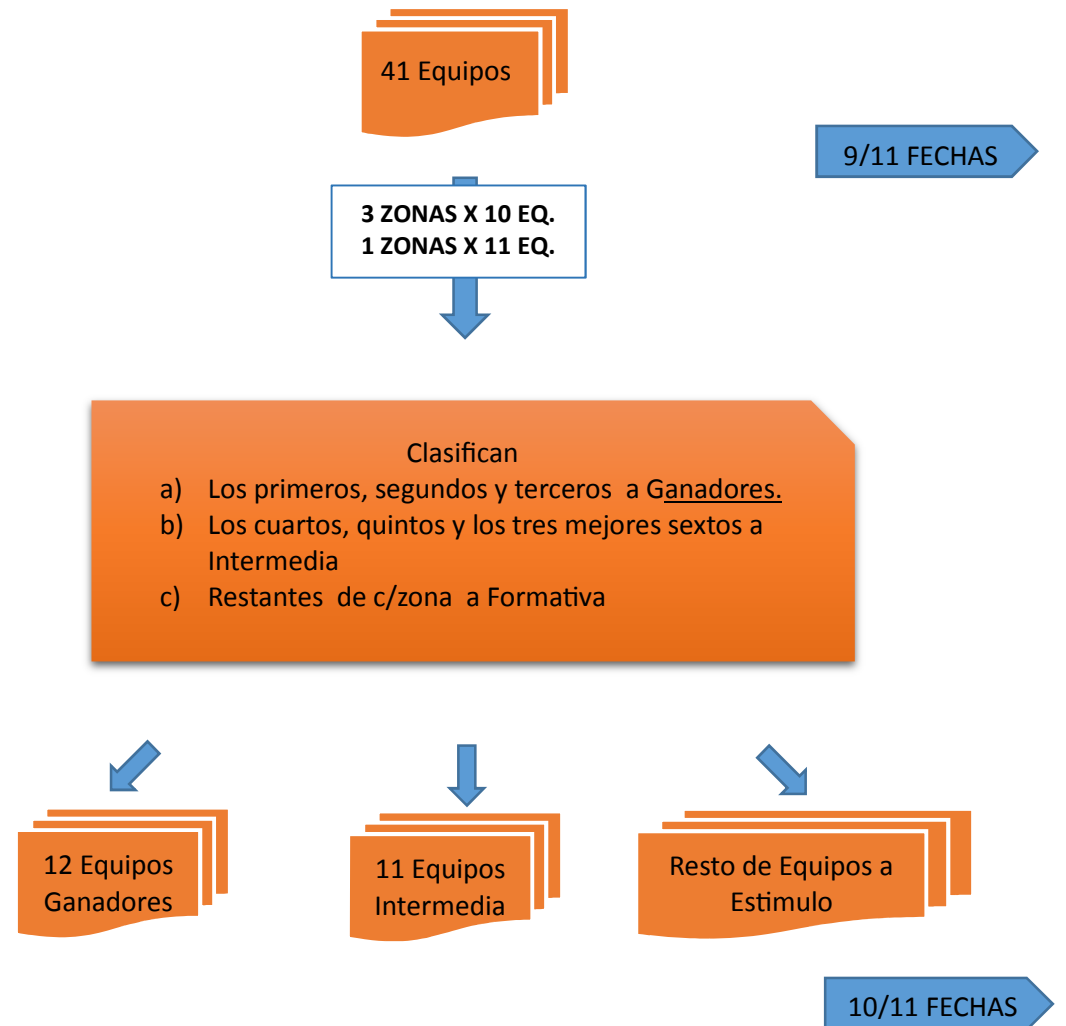 41 Equipos
9/11 FECHAS
3 ZONAS X 10 EQ.
1 ZONAS X 11 EQ.
Clasifican
a) Los primeros, segundos y terceros a Ganadores.
b) Los cuartos, quintos y los tres mejores sextos a
Intermedia
c) Restantes de c/zona a Formativa
12 Equipos
Ganadores
11 Equipos
Intermedia
Resto de Equipos a
Estimulo
10/11 FECHAS